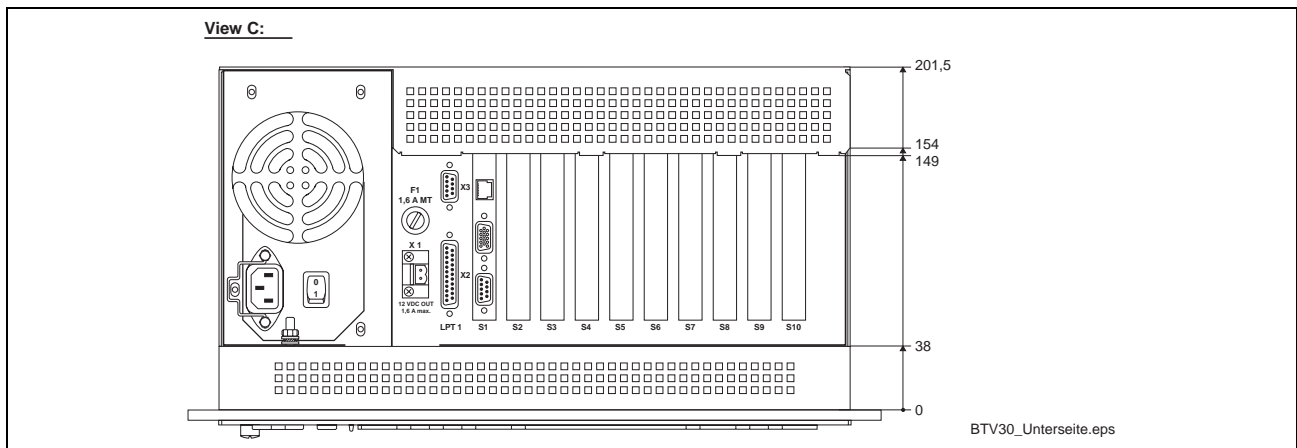 View C:
201,5
154
149
F1
1,6 A MT
X3
X 1
X2
0
1
12 VDC OUT
1,6 A max.
LPT 1
S1
S2
S3
S4
S5
S6
S7
S8
S9
S10
38
0
BTV30_Unterseite.eps